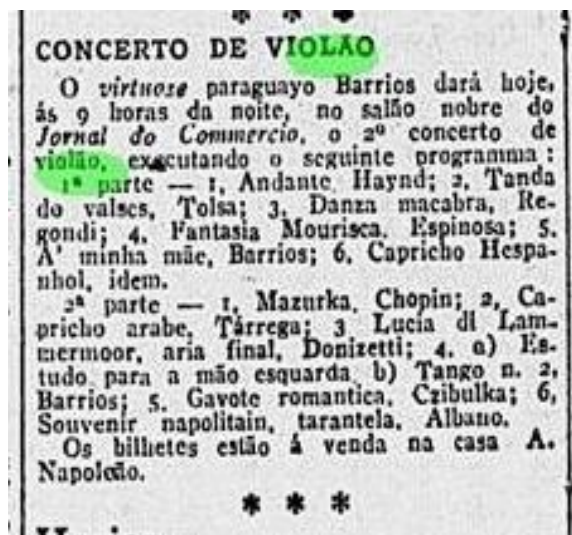 * * *
CONCERTO DE VIOLÃO
O virtuose paraguayo Barrios dará hoje,
ás 9 horas da noite, no salão nobre do
Jornal do Commercio, o 2º concerto de
violão, executando o seguinte programma :
1ª parte — 1, Andante, Haynd; 2, Tanda
do valses, Tolsa; 3, Danza macabra, Re-
gondi; 4, Fantasia Mourisca, Espinosa; 5,
A' minha mãe, Barrios; 6, Capricho Hespa-
nhol, idem.
2ª parte — 1, Mazurka, Chopin; 2, Ca-
pricho arabe, Tárrega; 3 Lucia di Lam-
mermoor, aria final, Donizetti; 4, a) Es-
tudo para a mão esquarda b) Tango n. 2,
Barrios; 5, Gavote romantica, Czibulka; 6,
Souvenir napolitain, tarantela, Albano.
Os bilhetes estão á venda na casa A.
Napoleão.
* * *